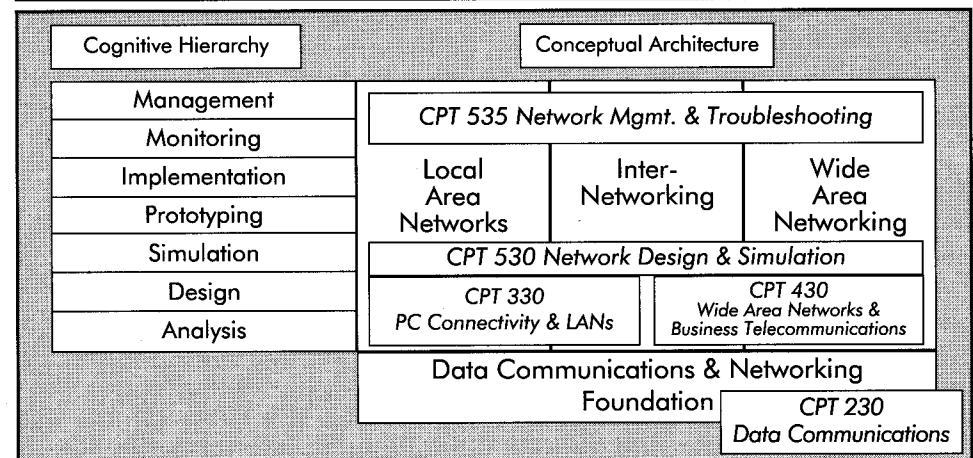 Cognitive Hierarchy
Conceptual Architecture
Management
Monitoring
Implementation
Prototyping
Simulation
Design
Analysis
CPT 535 Network Mgmt. & Troubleshooting
Local
Area
Networks
Inter-
Networking
Wide
Area
Networking
CPT 530 Network Design & Simulation
CPT 330
PC Connectivity & LANs
CPT 430
Wide Area Networks &
Business Telecommunications
Data Communications & Networking
Foundation
CPT 230
Data Communications